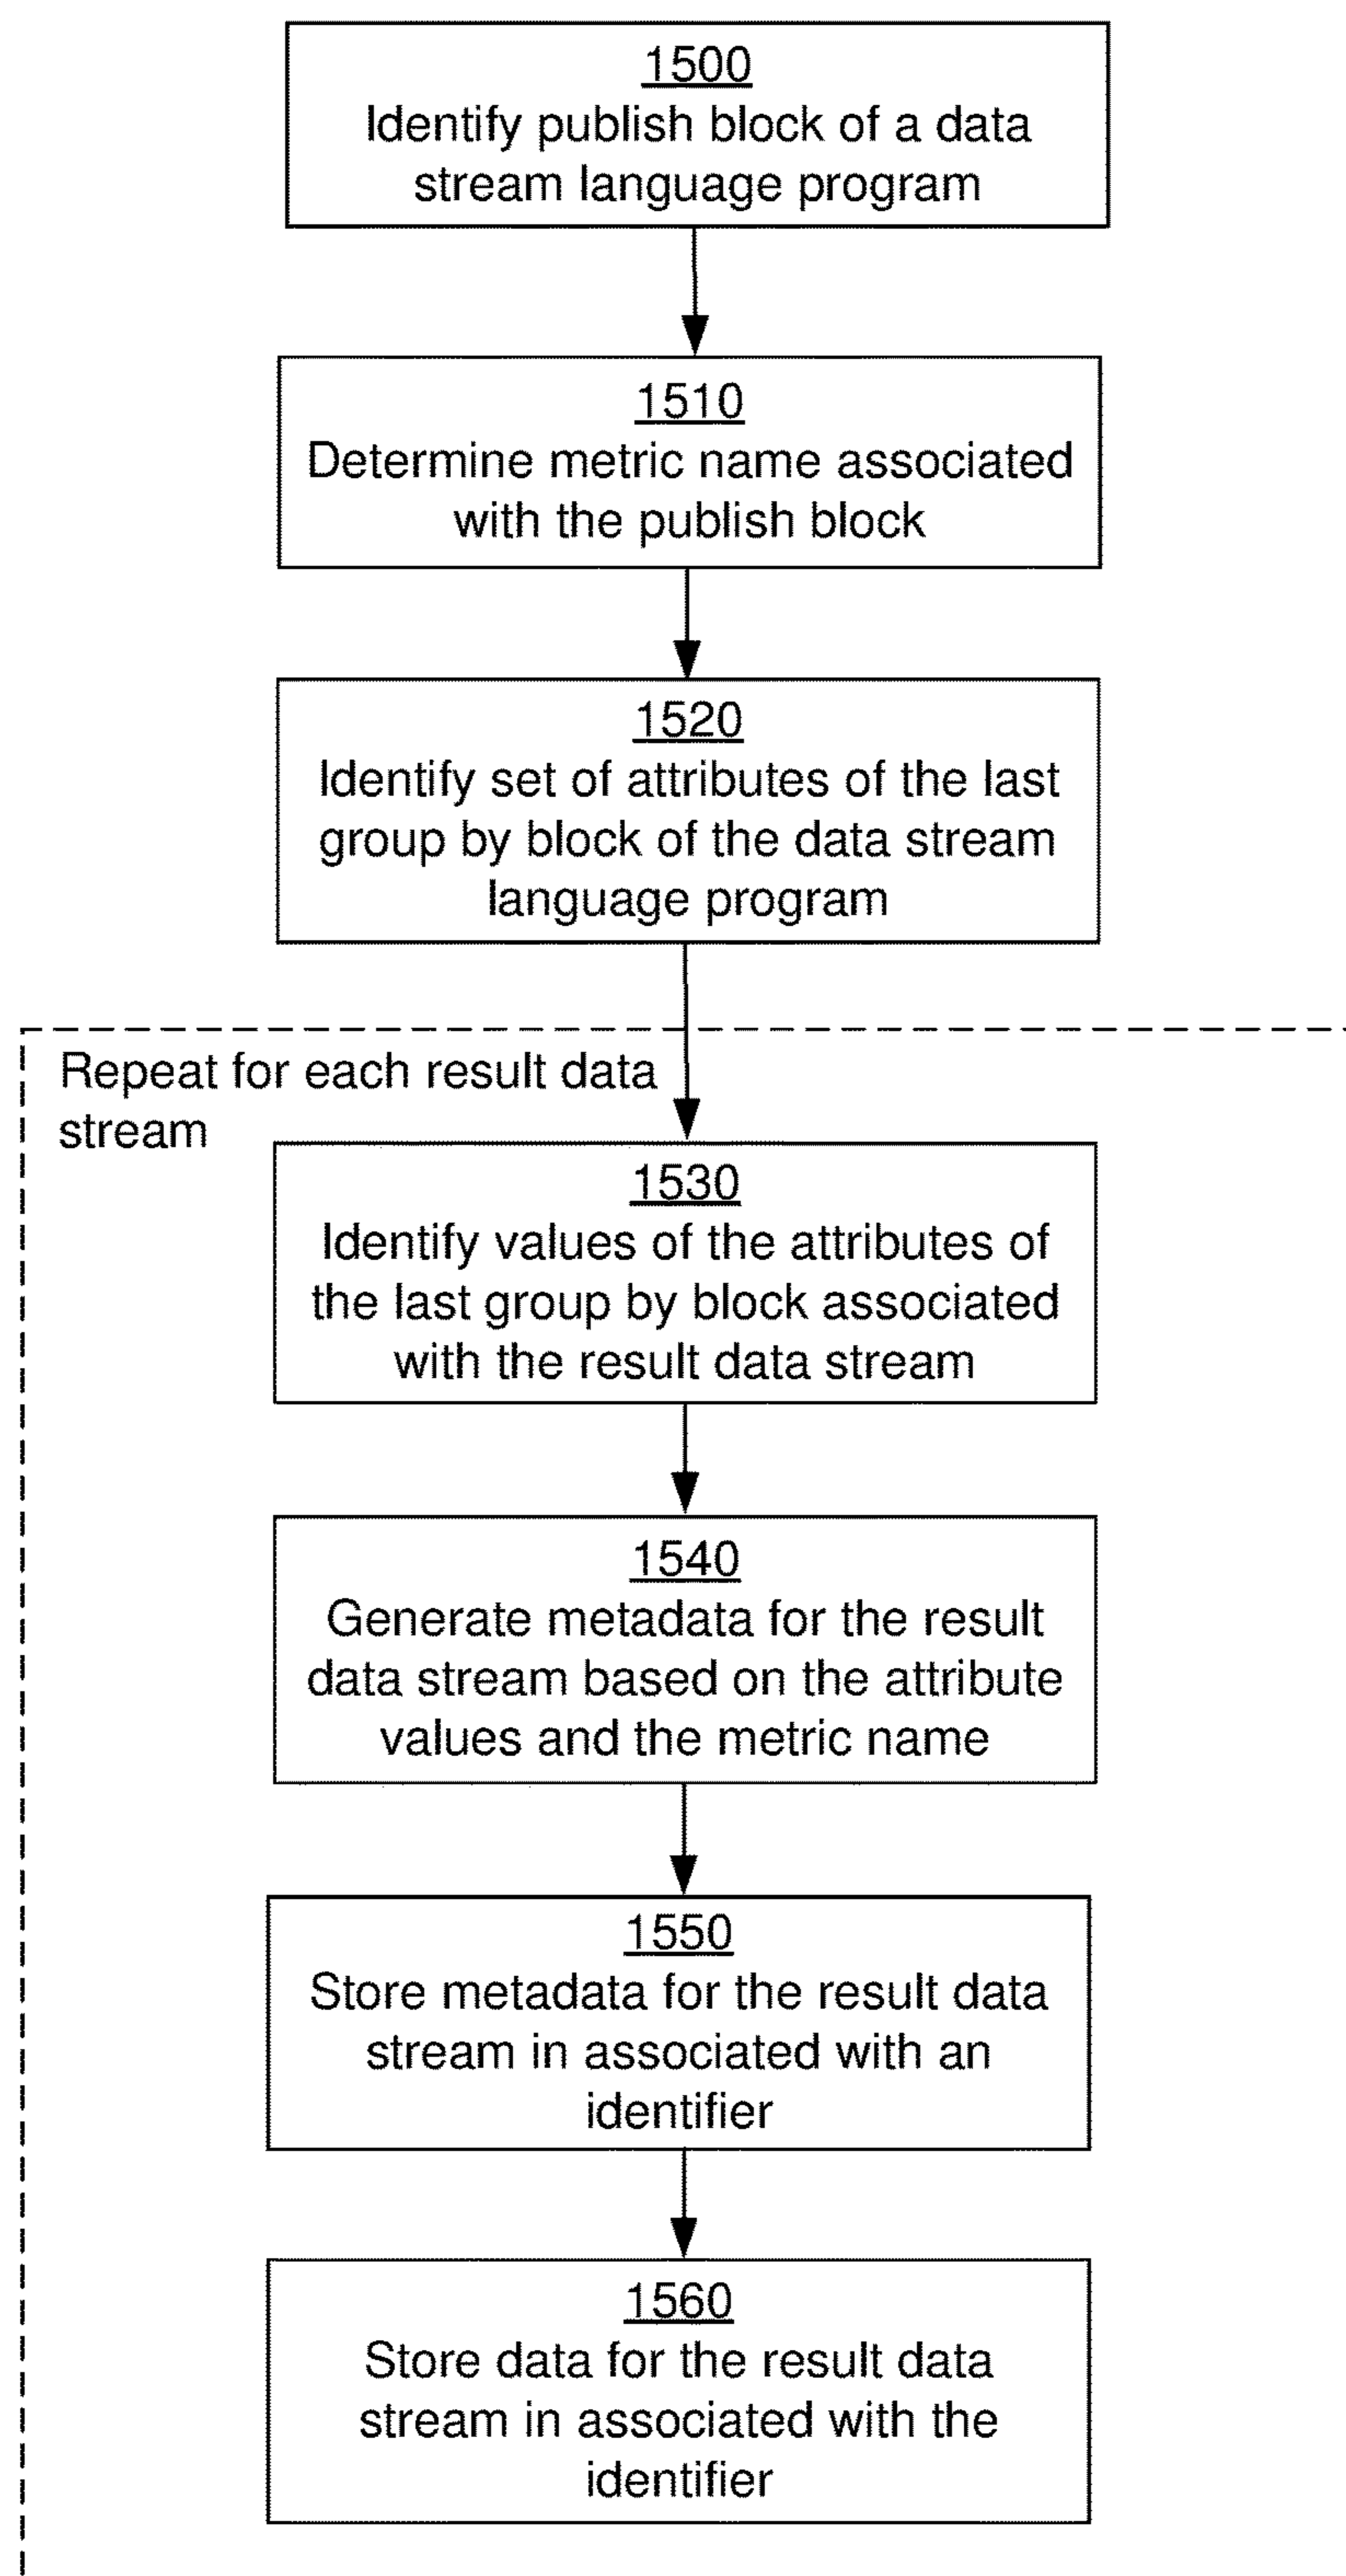 1500
Identify publish block of a data
stream language program
1510
Determine metric name associated
with the publish block
1520
Identify set of attributes of the last
group by block of the data stream
language program
Repeat for each result data
stream
1530
Identify values of the attributes of
the last group by block associated
with the result data stream
1540
Generate metadata for the result
data stream based on the attribute
values and the metric name
1550
Store metadata for the result data
stream in associated with an
identifier
1560
Store data for the result data
stream in associated with the
identifier